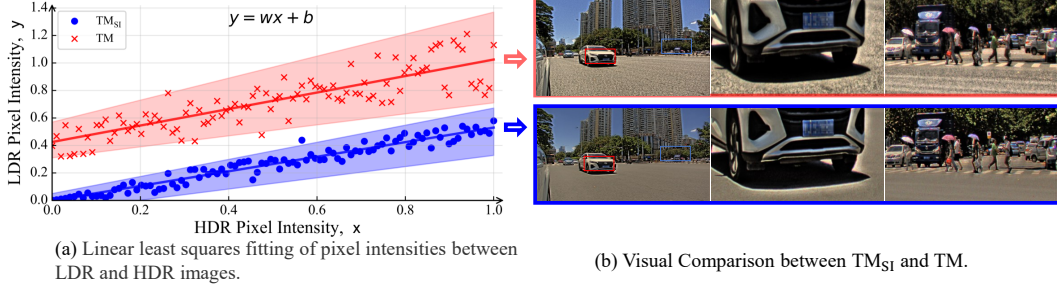 y = wx + b
TM_SI
TM
LDR Pixel Intensity, y
1.4
1.2
1.0
0.8
0.6
0.4
0.2
0.0
0.0 0.2 0.4 0.6 0.8 1.0
HDR Pixel Intensity, x
(a) Linear least squares fitting of pixel intensities between
LDR and HDR images.
(b) Visual Comparison between TM_SI and TM.